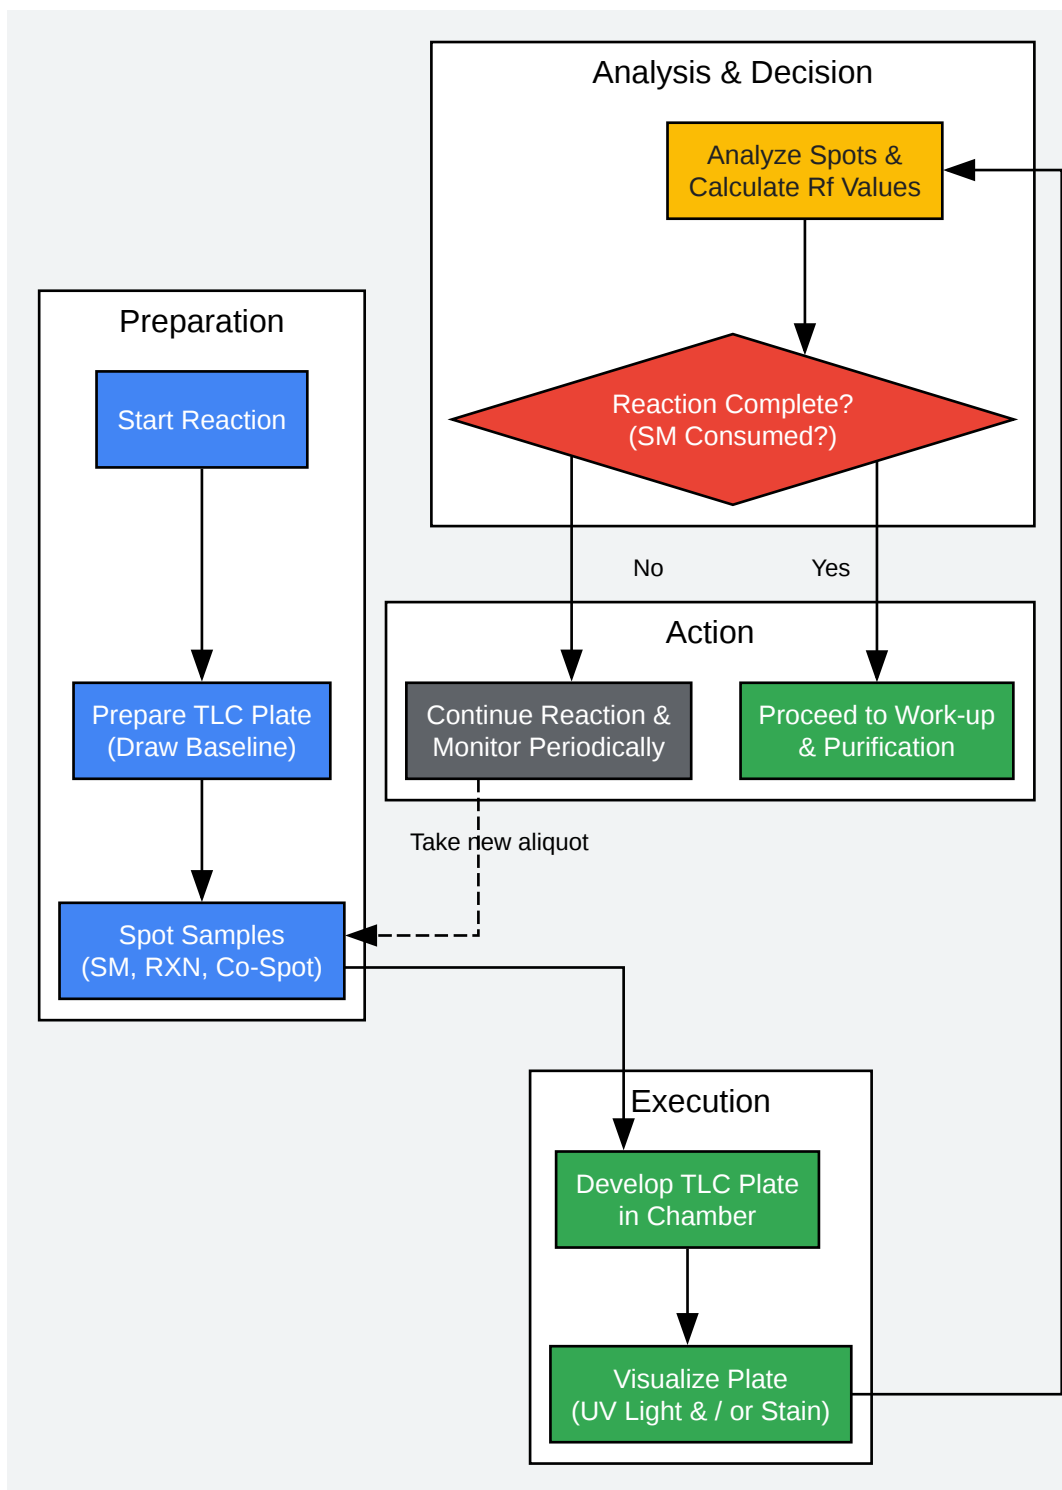 Analysis & Decision
Analyze Spots &
Calculate Rf Values
Reaction Complete?
(SM Consumed?)
No
Yes
Preparation
Start Reaction
Prepare TLC Plate
(Draw Baseline)
Spot Samples
(SM, RXN, Co-Spot)
Action
Continue Reaction &
Monitor Periodically
Proceed to Work-up
& Purification
Take new aliquot
Execution
Develop TLC Plate
in Chamber
Visualize Plate
(UV Light & / or Stain)